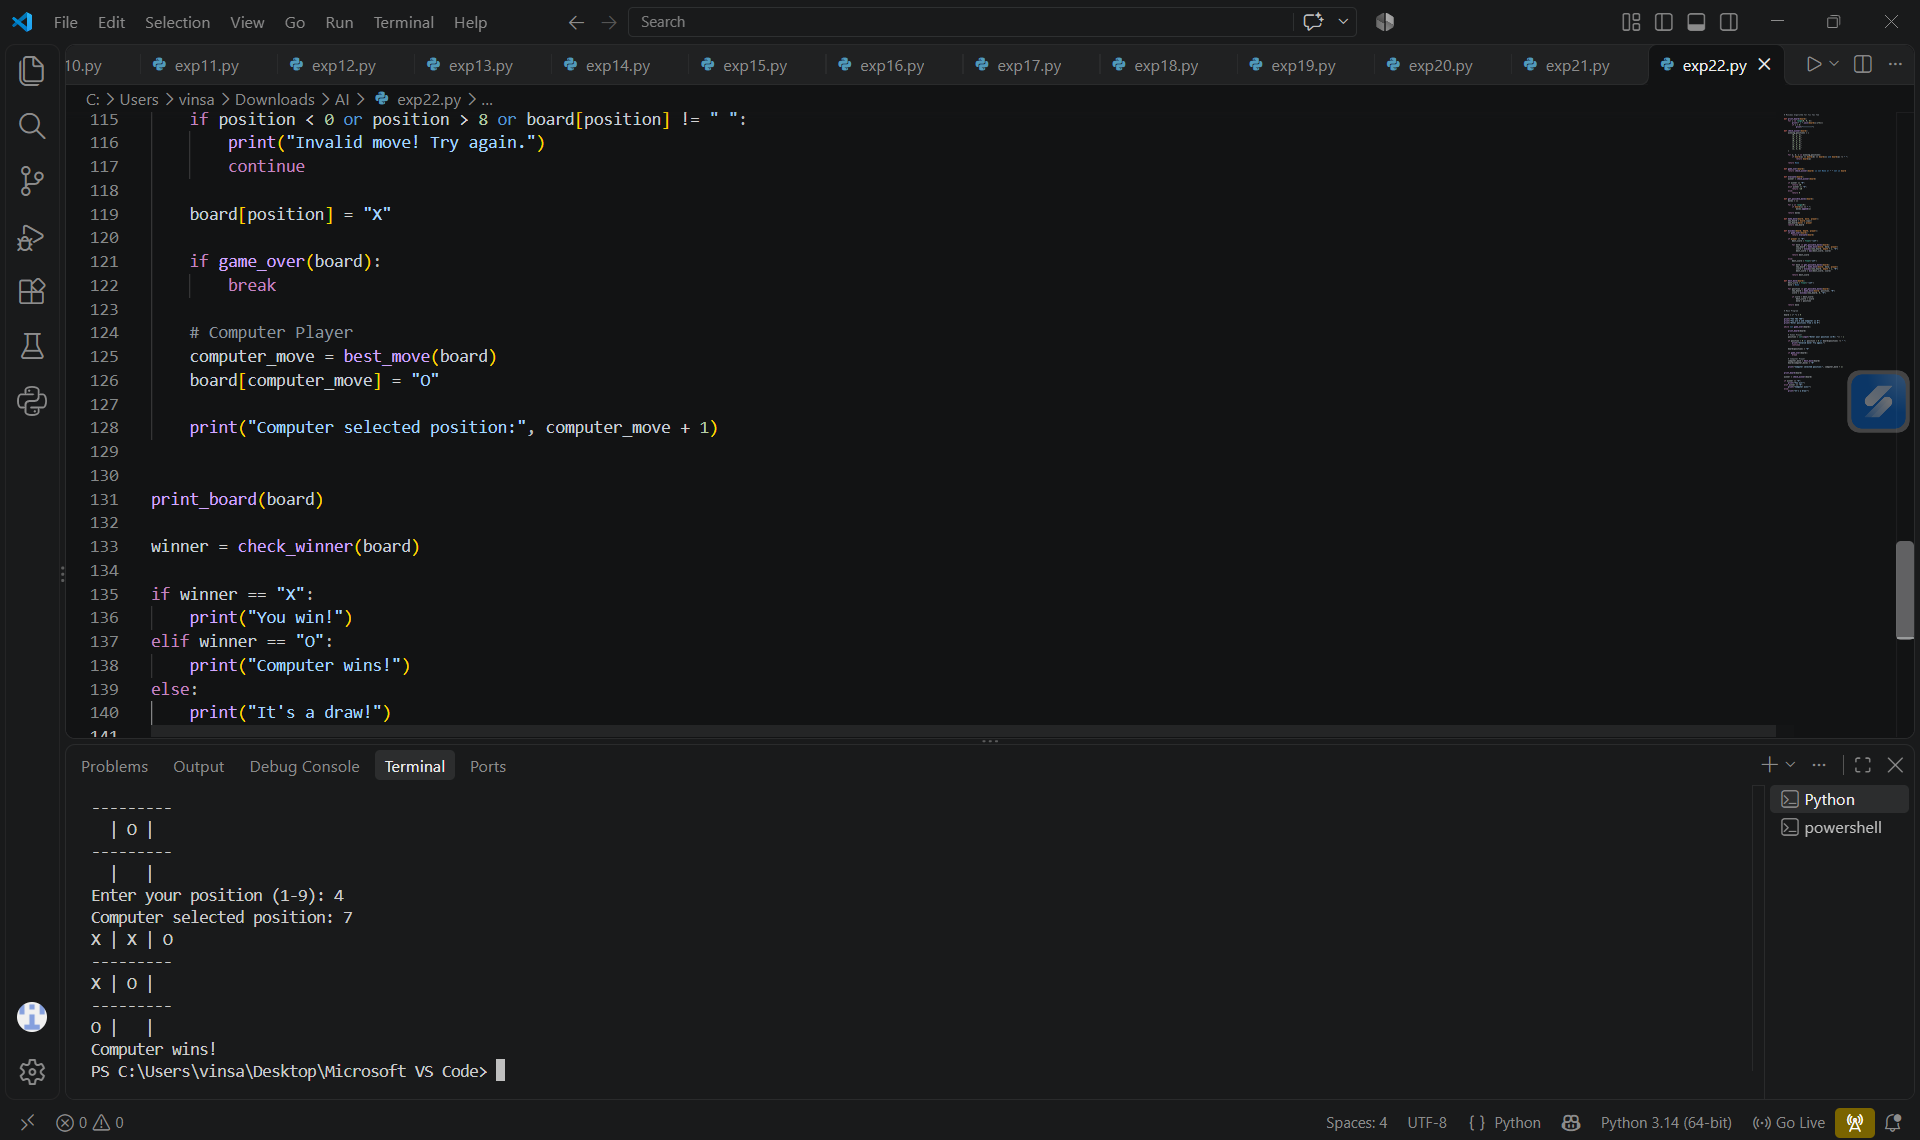 File Edit Selection View Go Run Terminal Help
Search
10.py exp11.py exp12.py exp13.py exp14.py exp15.py exp16.py exp17.py exp18.py exp19.py exp20.py exp21.py exp22.py
C: > Users > vinsa > Downloads > AI > exp22.py > ...
115 if position < 0 or position > 8 or board[position] != " ":
116 print("Invalid move! Try again.")
117 continue
118
119 board[position] = "X"
120
121 if game_over(board):
122 break
123
124 # Computer Player
125 computer_move = best_move(board)
126 board[computer_move] = "O"
127
128 print("Computer selected position:", computer_move + 1)
129
130
131 print_board(board)
132
133 winner = check_winner(board)
134
135 if winner == "X":
136 print("You win!")
137 elif winner == "O":
138 print("Computer wins!")
139 else:
140 print("It's a draw!")
141
Problems Output Debug Console Terminal Ports
Python
powershell
---------
| O |
---------
| |
Enter your position (1-9): 4
Computer selected position: 7
X | X | O
---------
X | O |
---------
O | |
Computer wins!
PS C:\Users\vinsa\Desktop\Microsoft VS Code>
0 0 Spaces: 4 UTF-8 { } Python Python 3.14 (64-bit) Go Live